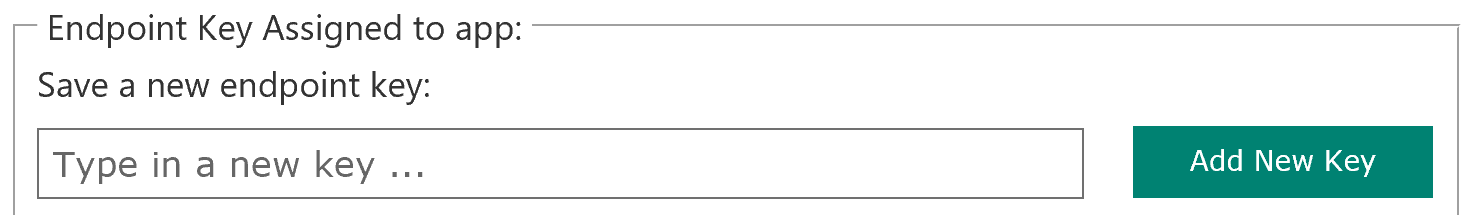 Endpoint Key Assigned to app:
Save a new endpoint key:
Type in a new key ...
Add New Key